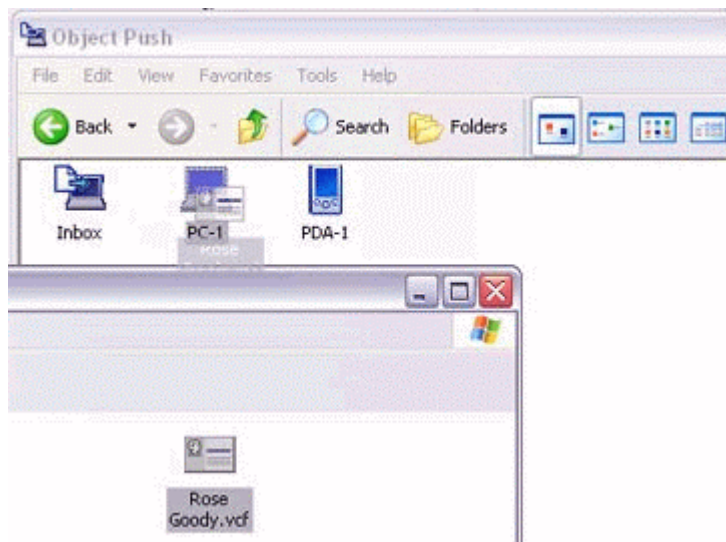 Object Push
File Edit View Favorites Tools Help
Back Search Folders
Inbox PC-1 PDA-1
Rose
Rose
Goody.vcf